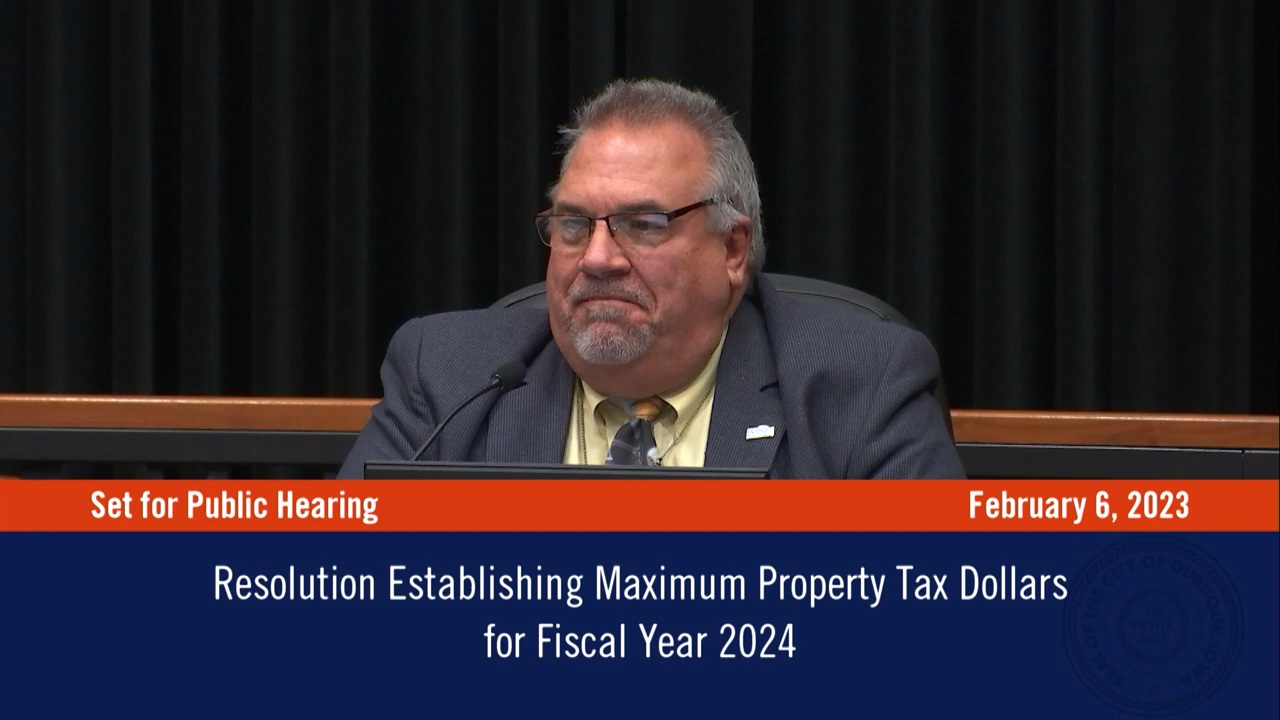 Set for Public Hearing
February 6, 2023
Resolution Establishing Maximum Property Tax Dollars
for Fiscal Year 2024